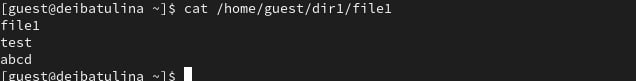 [guest@deibatulina ~]$ cat /home/guest/dir1/file1
file1
test
abcd
[guest@deibatulina ~]$